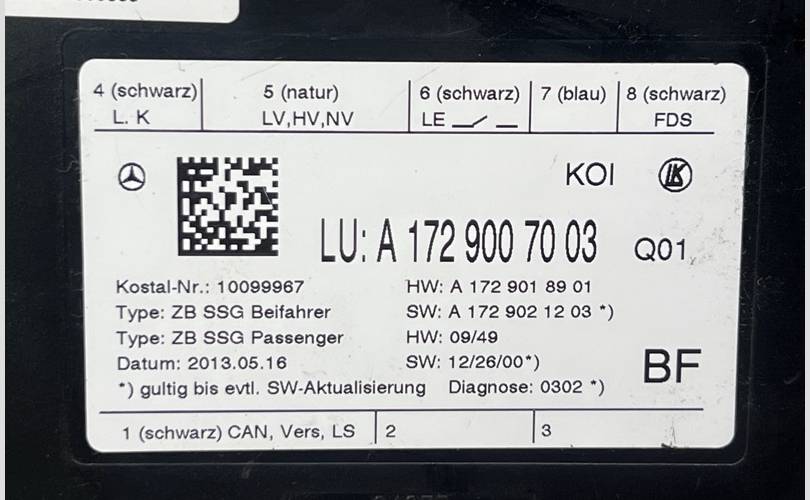 4 (schwarz) 5 (natur) 6 (schwarz) 7 (blau) 8 (schwarz)
L. K LV,HV,NV LE FDS
KOI LK
LU: A 172 900 70 03 Q01
Kostal-Nr.: 10099967 HW: A 172 901 89 01
Type: ZB SSG Beifahrer SW: A 172 902 12 03 *)
Type: ZB SSG Passenger HW: 09/49
Datum: 2013.05.16 SW: 12/26/00*)
BF
*) gultig bis evtl. SW-Aktualisierung Diagnose: 0302 *)
1 (schwarz) CAN, Vers, LS 2 3